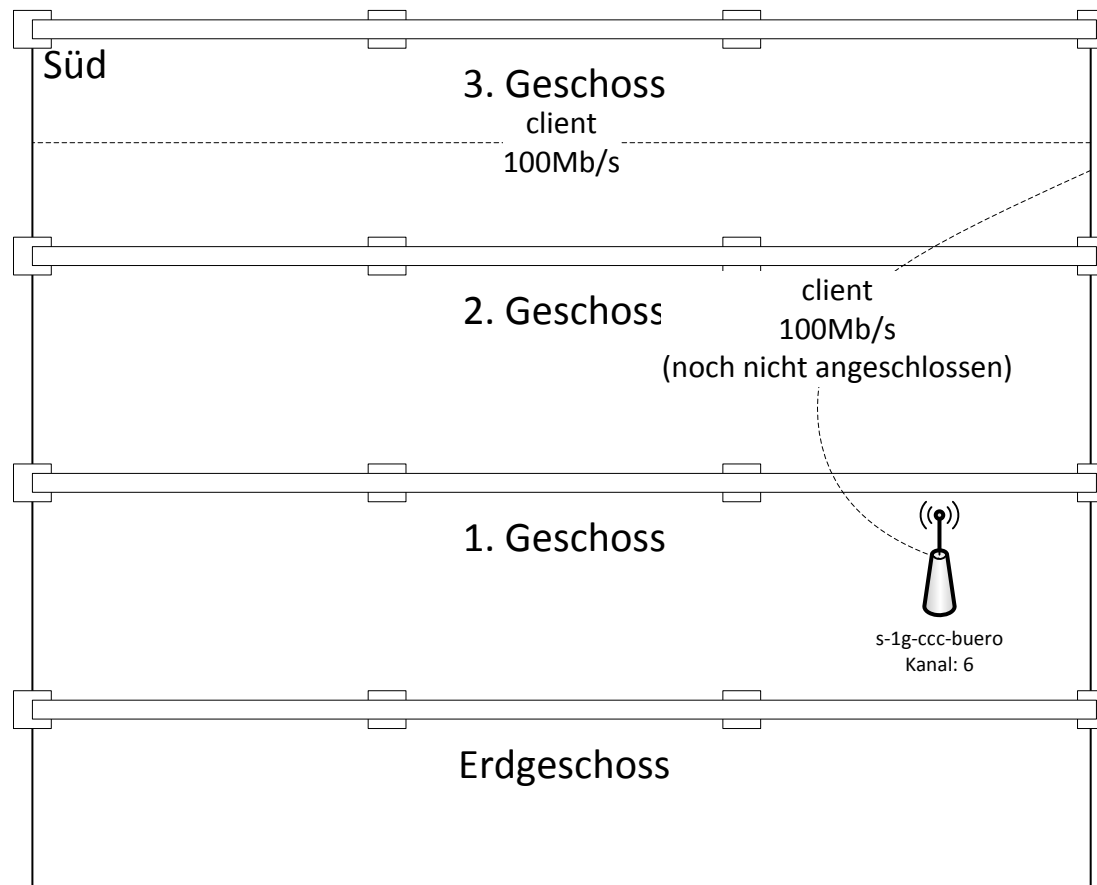 Süd
3. Geschoss
client
100Mb/s
2. Geschoss
client
100Mb/s
(noch nicht angeschlossen)
1. Geschoss
s-1g-ccc-buero
Kanal: 6
Erdgeschoss